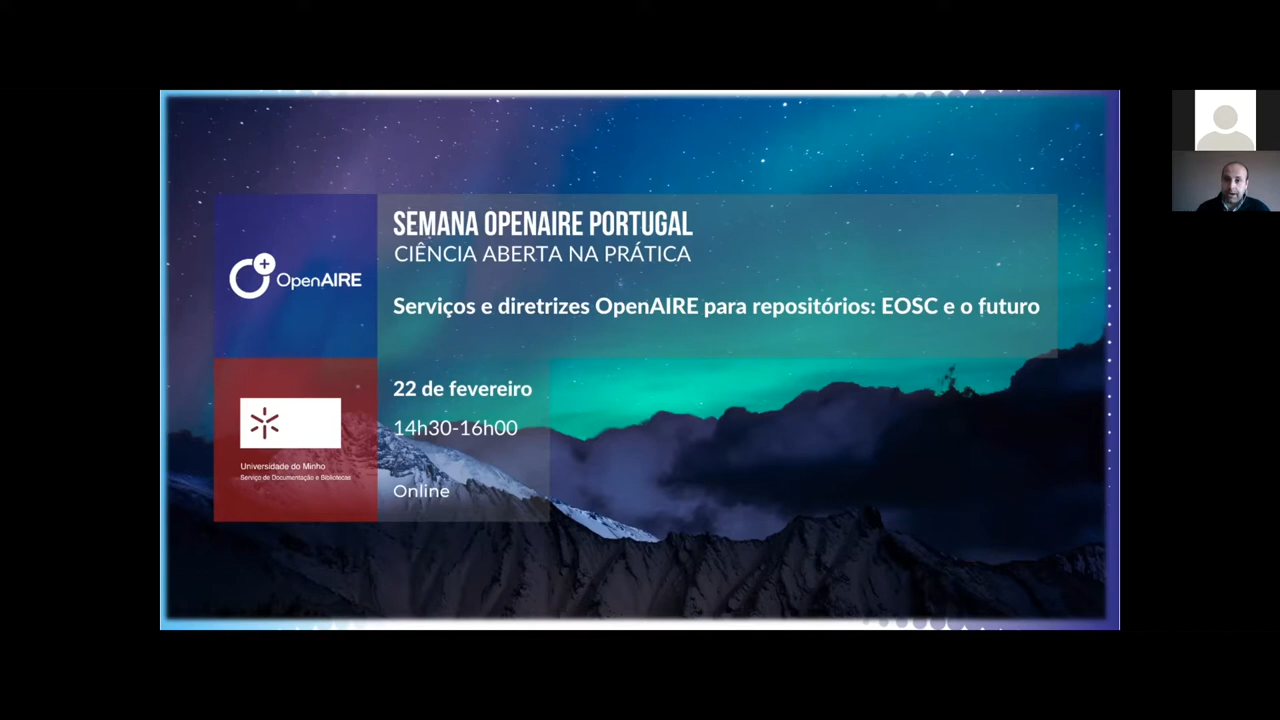 SEMANA OPENAIRE PORTUGAL
CIÊNCIA ABERTA NA PRÁTICA
OpenAIRE
Serviços e diretrizes OpenAIRE para repositórios: EOSC e o futuro
22 de fevereiro
14h30-16h00
Universidade do Minho
Serviço de Documentação e Bibliotecas
Online